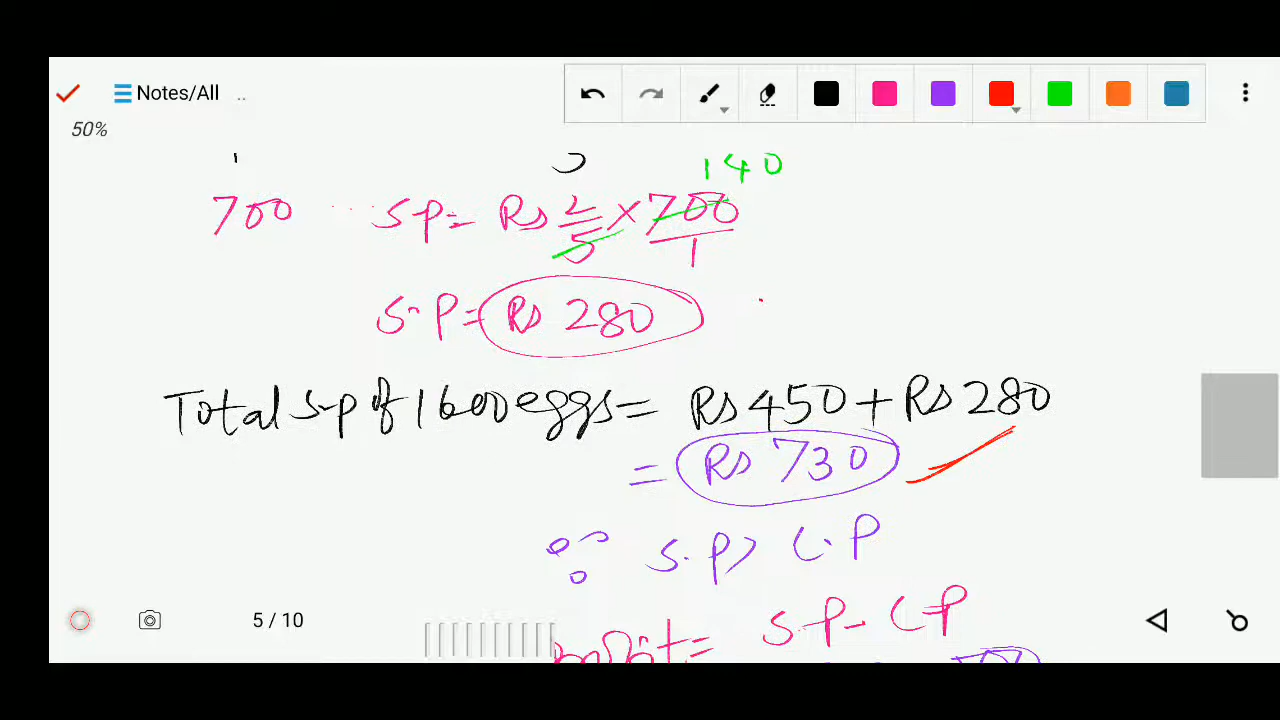 Notes/All ..
50%
140
700 S.P= Rs 2/5 × 700/1
S.P= Rs 280
Total S.P of 1600 eggs = Rs 450 + Rs 280
= Rs 730
∵ S.P > C.P
5 / 10
Profit = S.P - C.P